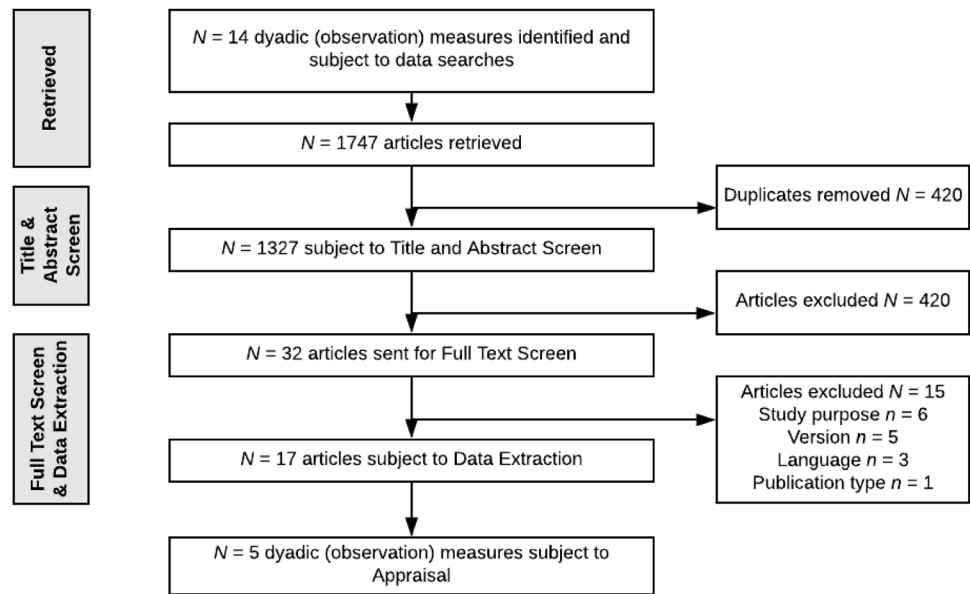 Retrieved
N = 14 dyadic (observation) measures identified and
subject to data searches
N = 1747 articles retrieved
Duplicates removed N = 420
Title &
Abstract
Screen
N = 1327 subject to Title and Abstract Screen
Articles excluded N = 420
Full Text Screen
& Data Extraction
N = 32 articles sent for Full Text Screen
Articles excluded N = 15
Study purpose n = 6
Version n = 5
Language n = 3
Publication type n = 1
N = 17 articles subject to Data Extraction
N = 5 dyadic (observation) measures subject to
Appraisal